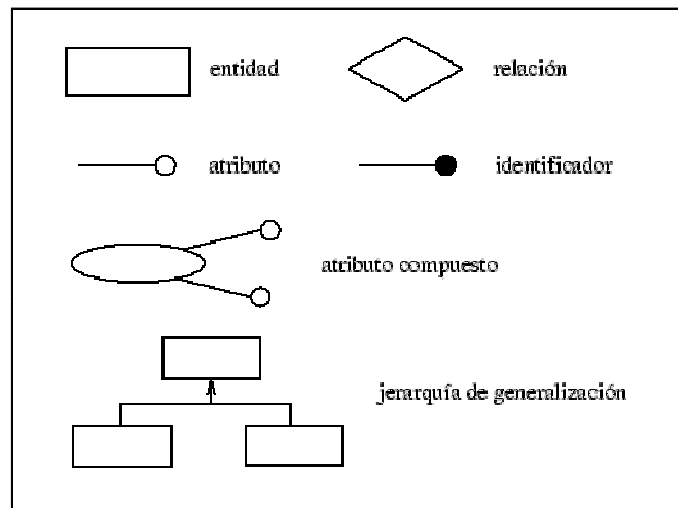 entidad
relación
atributo
identificador
atributo compuesto
jerarquía de generalización